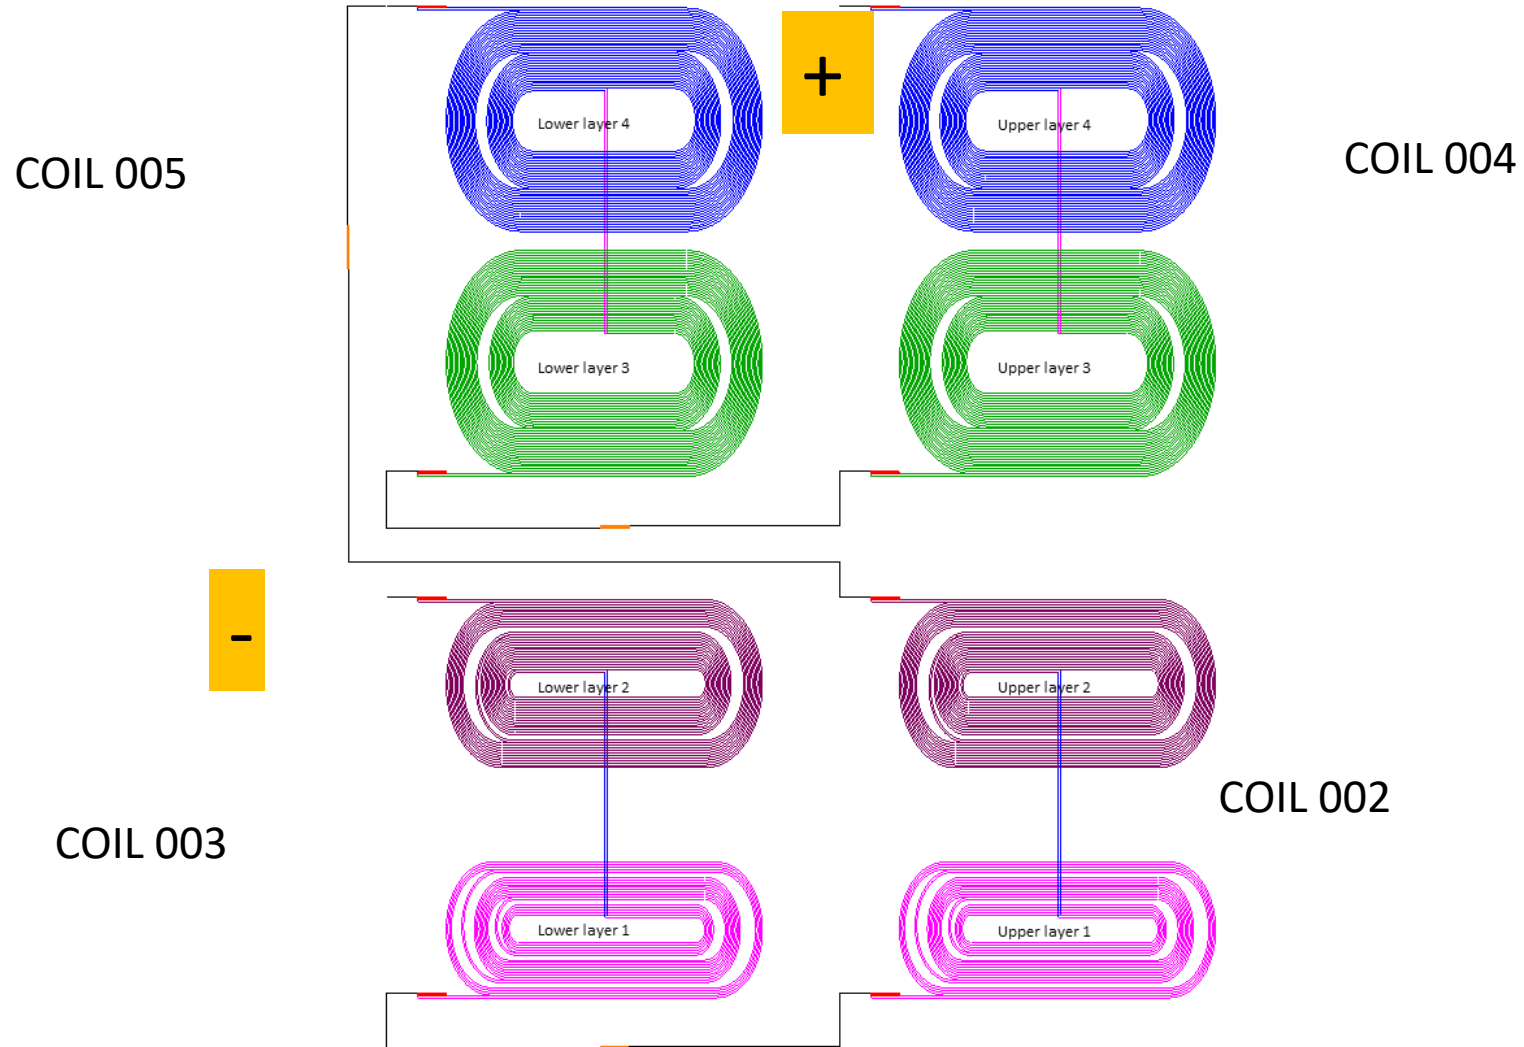 +
Lower layer 4
Upper layer 4
COIL 005
COIL 004
Lower layer 3
Upper layer 3
-
Lower layer 2
Upper layer 2
COIL 002
COIL 003
Lower layer 1
Upper layer 1